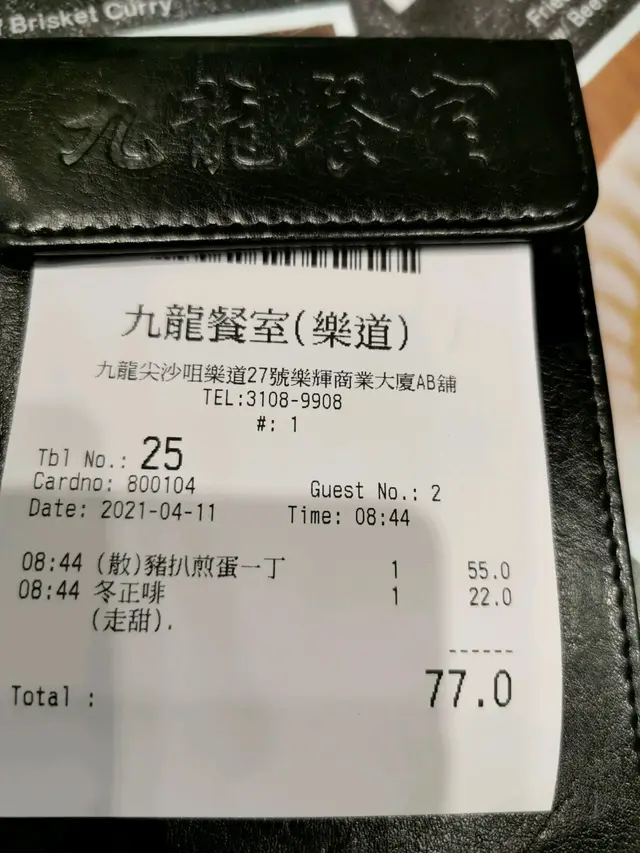 Brisket Curry
Frie
Bee
九龍餐室
九龍餐室(樂道)
九龍尖沙咀樂道27號樂輝商業大廈AB舖
TEL:3108-9908
#: 1
Tbl No.: 25
Cardno: 800104 Guest No.: 2
Date: 2021-04-11 Time: 08:44
08:44 (散)豬扒煎蛋一丁 1 55.0
08:44 冬正啡 1 22.0
(走甜).
------
Total : 77.0